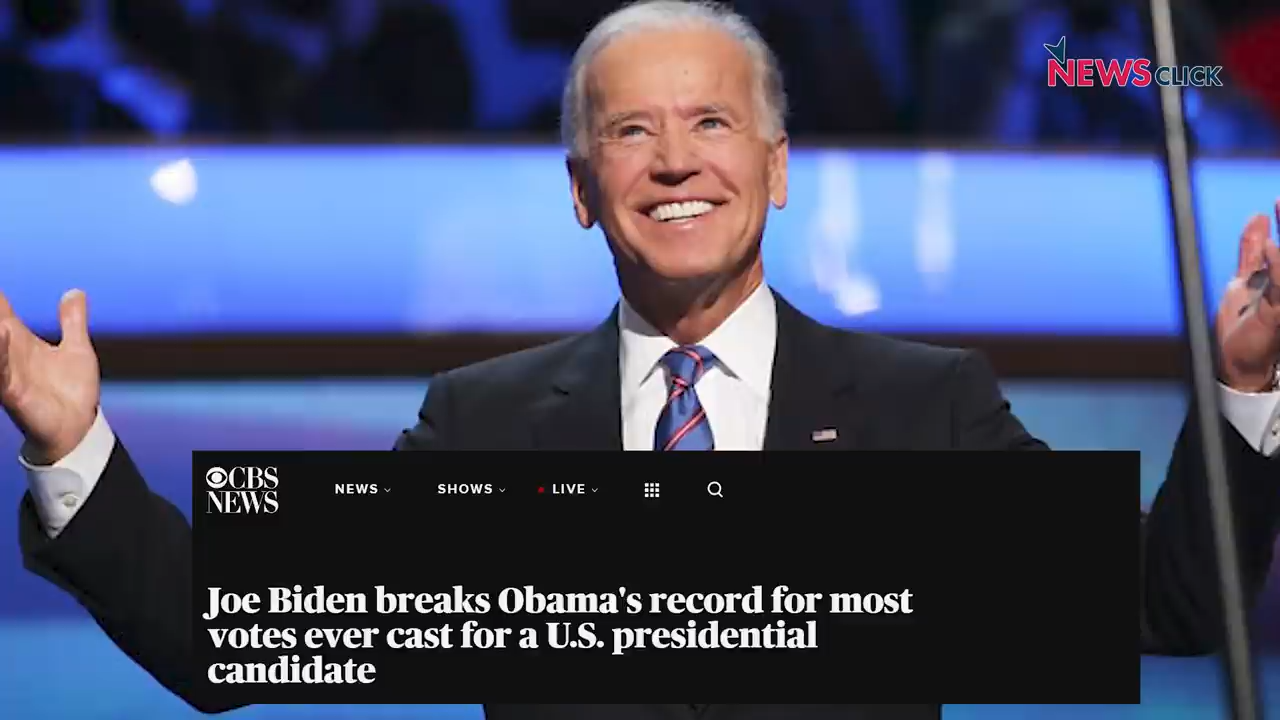 NEWSCLICK
CBS
NEWS
NEWS SHOWS LIVE
Joe Biden breaks Obama's record for most
votes ever cast for a U.S. presidential
candidate